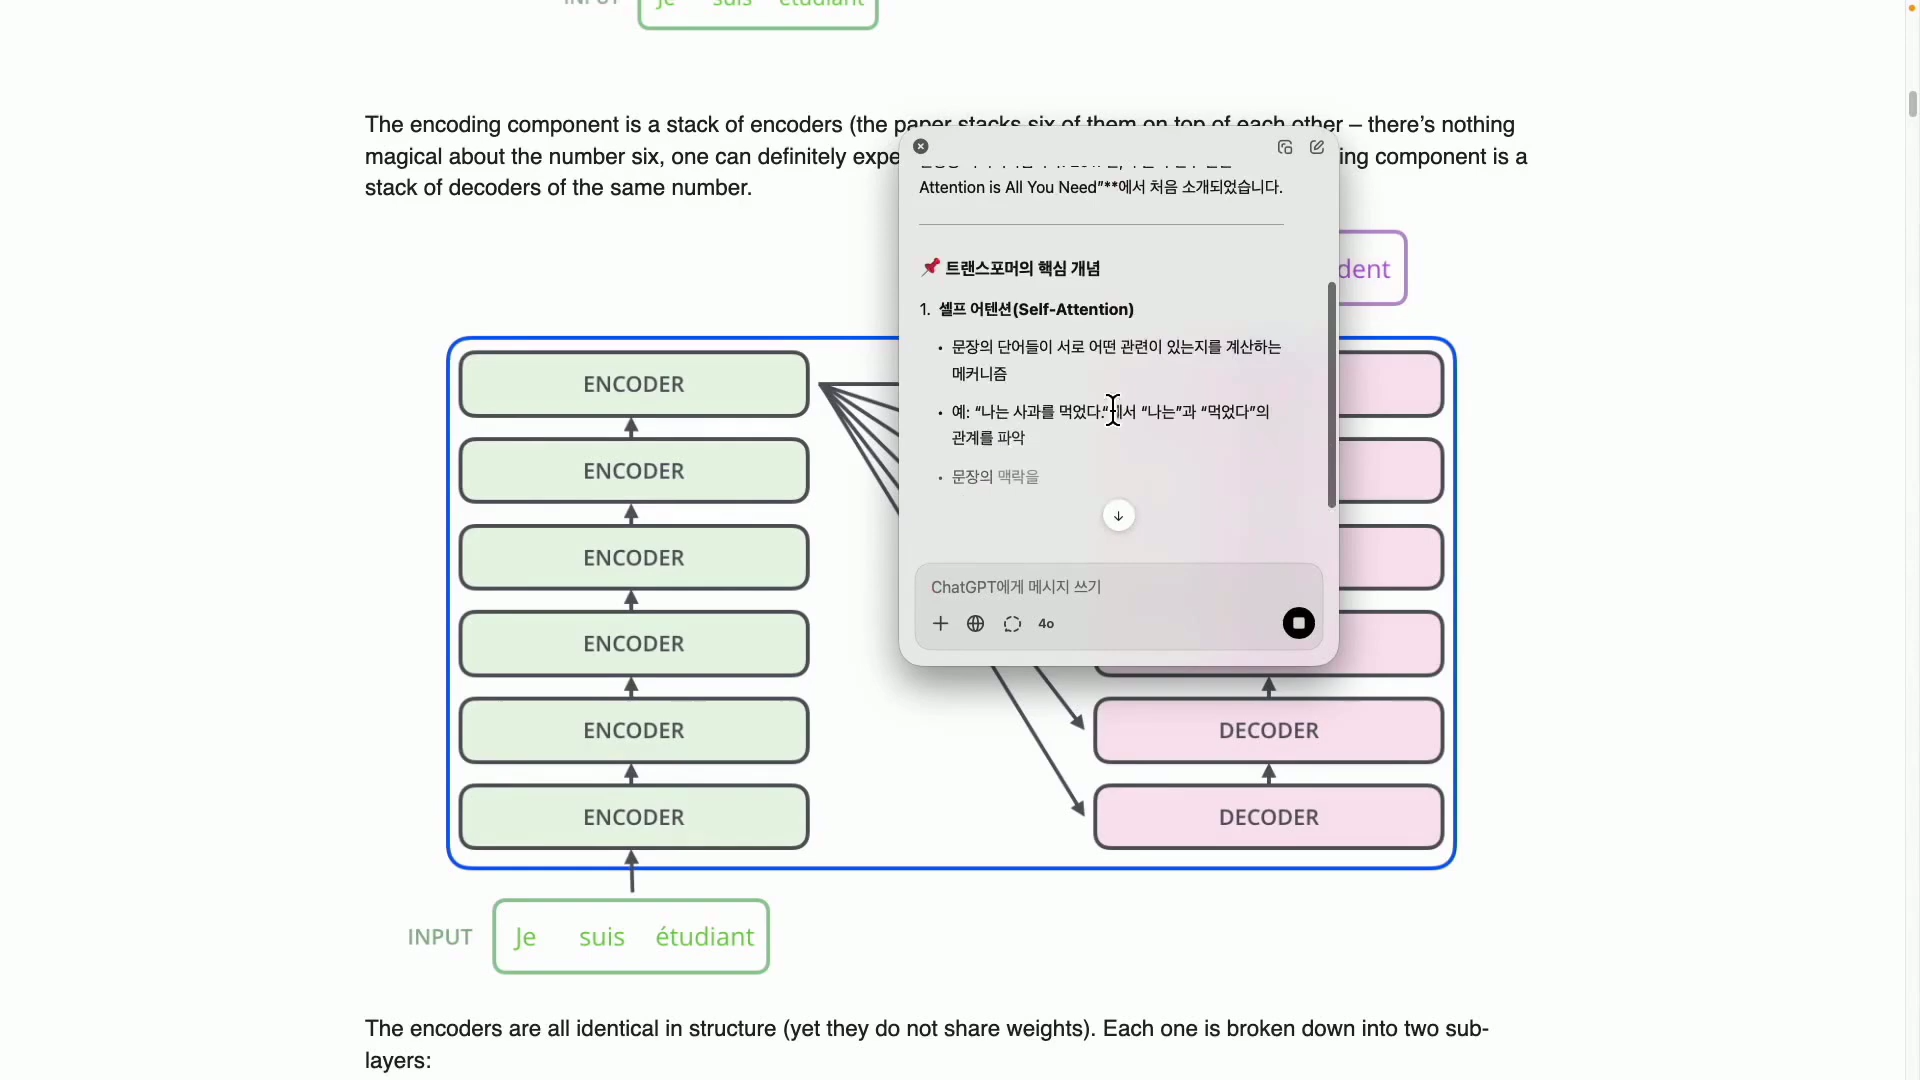 INPUT Je suis étudiant
The encoding component is a stack of encoders (the paper stacks six of them on top of each other – there's nothing
magical about the number six, one can definitely expe ing component is a
stack of decoders of the same number.
Attention is All You Need"**에서 처음 소개되었습니다.
📌 트랜스포머의 핵심 개념
1. 셀프 어텐션(Self-Attention)
• 문장의 단어들이 서로 어떤 관련이 있는지를 계산하는
메커니즘
• 예: “나는 사과를 먹었다.“에서 “나는”과 “먹었다”의
관계를 파악
• 문장의 맥락을
ChatGPT에게 메시지 쓰기
4o
dent
ENCODER
ENCODER
ENCODER
ENCODER
ENCODER
ENCODER
DECODER
DECODER
INPUT Je suis étudiant
The encoders are all identical in structure (yet they do not share weights). Each one is broken down into two sub-
layers: